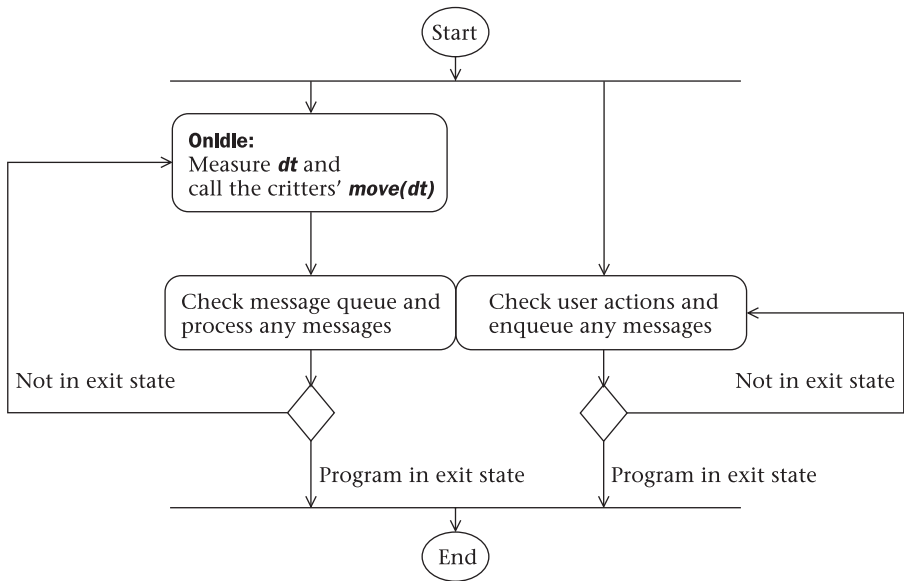 Start
OnIdle:
Measure dt and
call the critters' move(dt)
Check message queue and
process any messages
Check user actions and
enqueue any messages
Not in exit state
Not in exit state
Program in exit state
Program in exit state
End